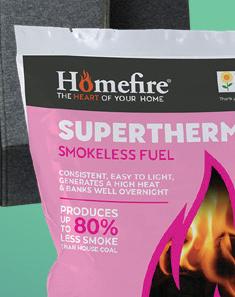 Homefire®
THE HEART OF YOUR HOME
Thank
SUPERTHERM
SMOKELESS FUEL
CONSISTENT, EASY TO LIGHT,
GENERATES A HIGH HEAT
& BANKS WELL OVERNIGHT
PRODUCES
UP TO 80%
LESS SMOKE
THAN HOUSE COAL